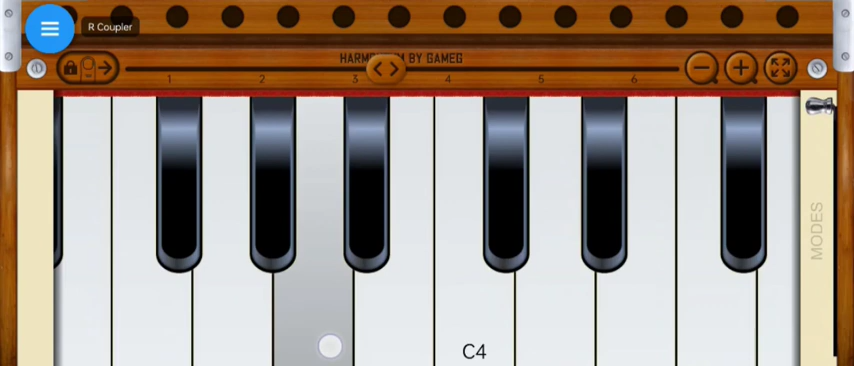 R Coupler
HARMONIUM BY GAMEG
1 2 3 4 5 6
MODES
C4